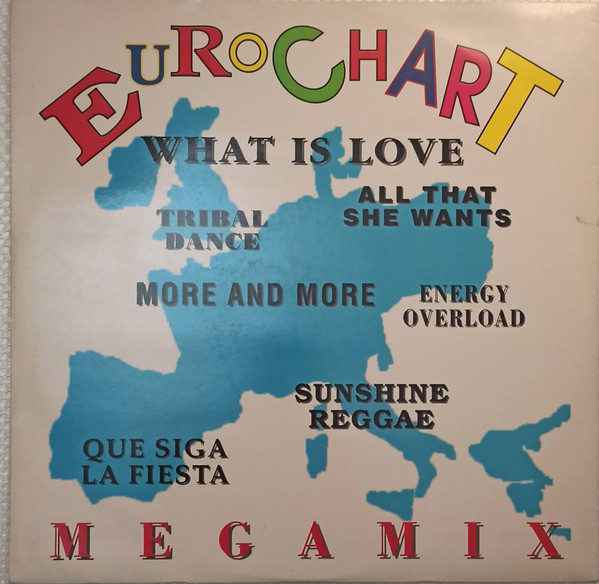 EUROCHART
WHAT IS LOVE
ALL THAT
SHE WANTS
TRIBAL
DANCE
MORE AND MORE
ENERGY
OVERLOAD
SUNSHINE
REGGAE
QUE SIGA
LA FIESTA
MEGAMIX